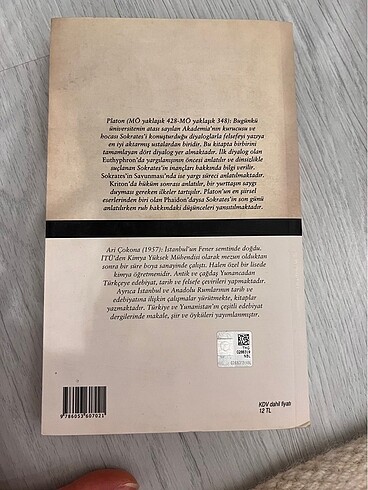 Platon (MÖ yaklaşık 428-MÖ yaklaşık 348): Bugünkü
üniversitenin atası sayılan Akademia'nın kurucusu ve
hocası Sokrates'i konuşturduğu diyaloglarla felsefeyi yazıya
en iyi aktarmış ustalardan biridir. Bu kitapta birbirini
tamamlayan dört diyalog yer almaktadır. İlk diyalog olan
Euthyphron'da yargılanışının öncesi anlatılır ve dinsizlikle
suçlanan Sokrates'in inançları hakkında bilgi verilir.
Sokrates'in Savunması'nda ise yargı süreci anlatılmaktadır.
Kriton'da hüküm sonrası anlatılır, bir yurttaşın saygı
duyması gereken ilkeler tartışılır. Platon'un en şiirsel
eserlerinden biri olan Phaidon'daysa Sokrates'in son günü
anlatılırken ruh hakkındaki düşünceleri yansıtılmaktadır.
Ari Çokona (1957): İstanbul'un Fener semtinde doğdu.
İTÜ'den Kimya Yüksek Mühendisi olarak mezun olduktan
sonra bir süre boya sanayinde çalıştı. Halen özel bir lisede
kimya öğretmenidir. Antik ve çağdaş Yunancadan
Türkçeye edebiyat, tarih ve felsefe çevirileri yapmaktadır.
Ayrıca İstanbul ve Anadolu Rumlarının tarih ve
edebiyatına ilişkin çalışmalar yürütmekte, kitaplar
yazmaktadır. Türkiye ve Yunanistan'ın çeşitli edebiyat
dergilerinde makale, şiir ve öyküleri yayımlanmıştır.
9 786053 607021
KDV dahil fiyatı
12 TL